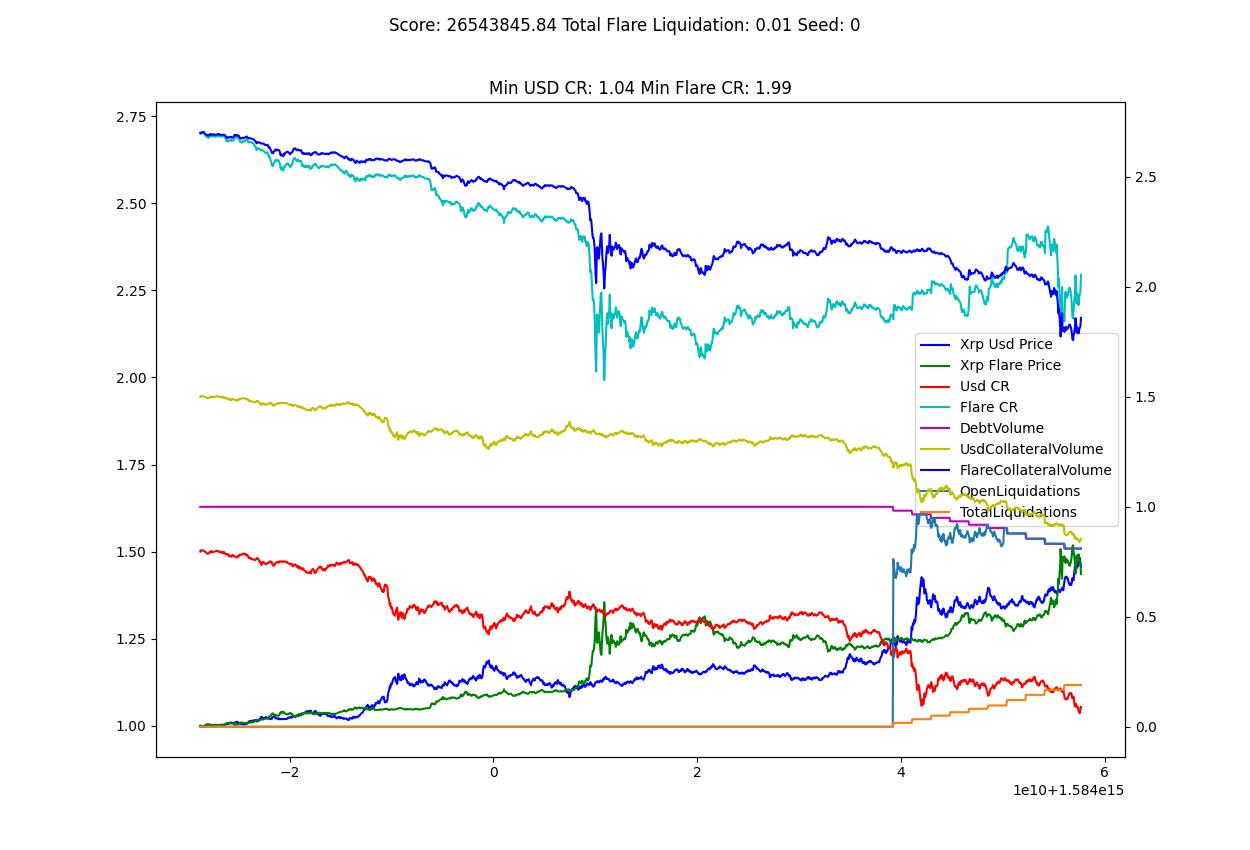 Score: 26543845.84 Total Flare Liquidation: 0.01 Seed: 0
Min USD CR: 1.04 Min Flare CR: 1.99
2.75
2.50
2.25
2.00
1.75
1.50
1.25
1.00
2.5
2.0
1.5
1.0
0.5
0.0
Xrp Usd Price
Xrp Flare Price
Usd CR
Flare CR
DebtVolume
UsdCollateralVolume
FlareCollateralVolume
OpenLiquidations
TotalLiquidations
−2 0 2 4 6
1e10+1.584e15